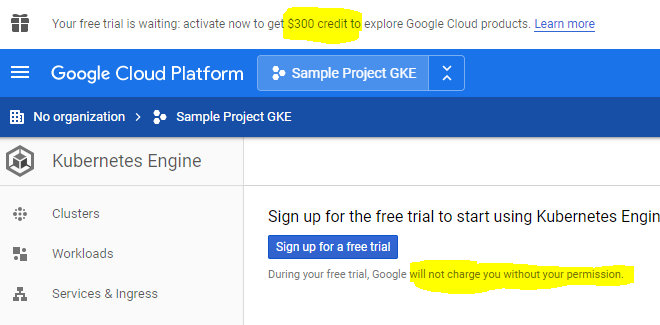 Your free trial is waiting: activate now to get $300 credit to explore Google Cloud products. Learn more
Google Cloud Platform
Sample Project GKE
No organization > Sample Project GKE
Kubernetes Engine
Clusters
Workloads
Services & Ingress
Sign up for the free trial to start using Kubernetes Engin
Sign up for a free trial
During your free trial, Google will not charge you without your permission.